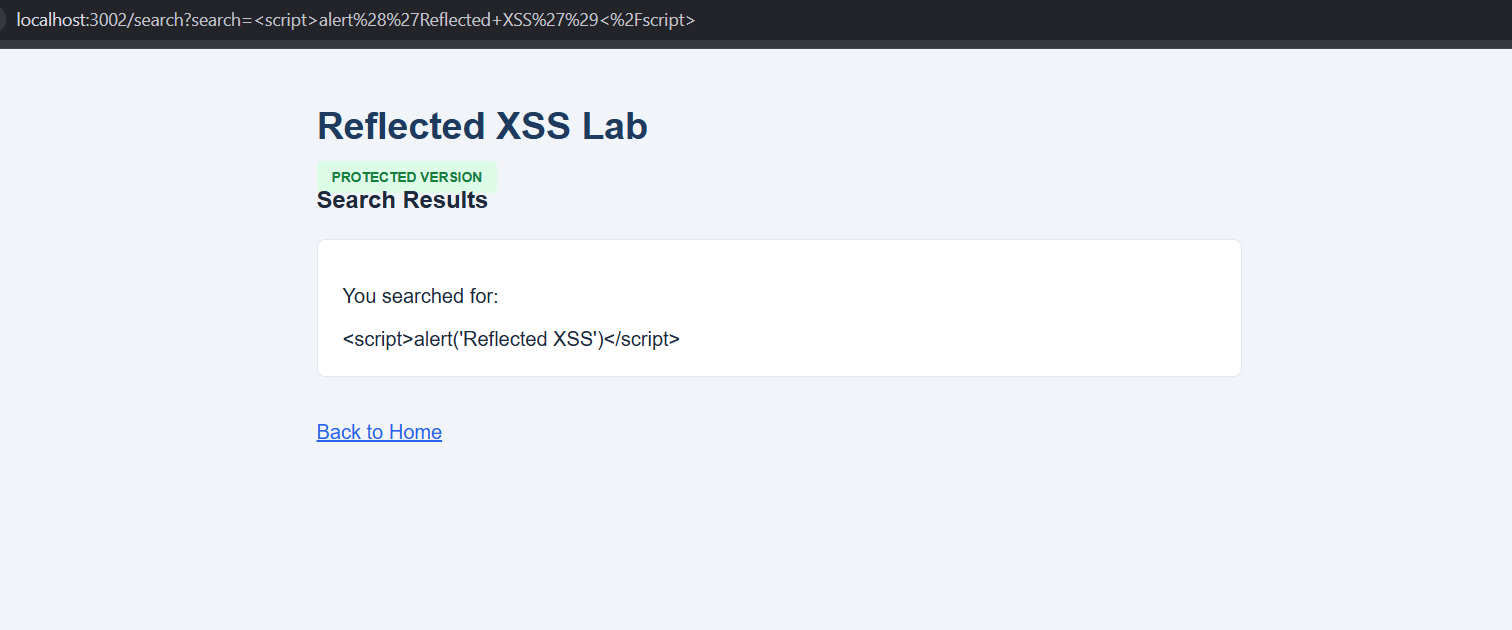 localhost:3002/search?search=<script>alert%28%27Reflected+XSS%27%29<%2Fscript>
Reflected XSS Lab
PROTECTED VERSION
Search Results
You searched for:
<script>alert('Reflected XSS')</script>
Back to Home